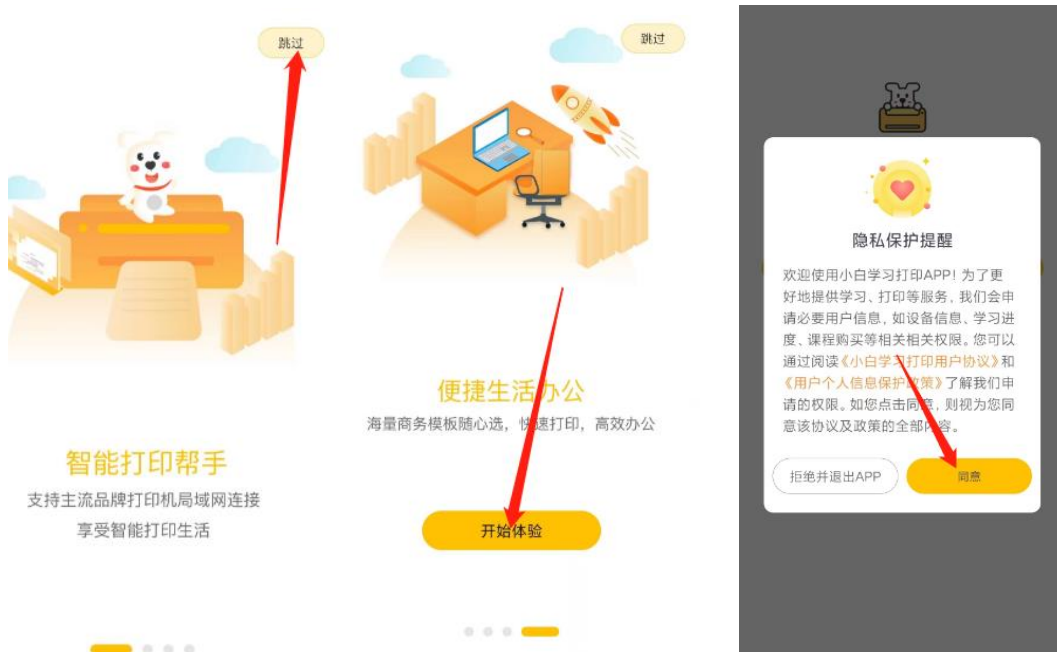 跳过
智能打印帮手
支持主流品牌打印机局域网连接
享受智能打印生活
跳过
便捷生活办公
海量商务模板随心选，快速打印，高效办公
开始体验
隐私保护提醒
欢迎使用小白学习打印APP！为了更
好地提供学习、打印等服务，我们会申
请必要用户信息，如设备信息、学习进
度、课程购买等相关相关权限。您可以
通过阅读《小白学习打印用户协议》和
《用户个人信息保护政策》了解我们申
请的权限。如您点击同意，则视为您同
意该协议及政策的全部内容。
拒绝并退出APP
同意